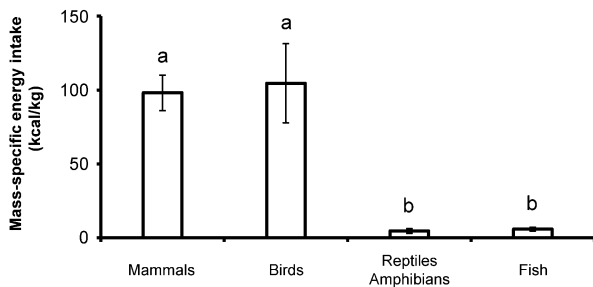 Mass-specific energy intake
(kcal/kg)
150
100
50
0
a
a
b
b
Mammals
Birds
Reptiles
Amphibians
Fish